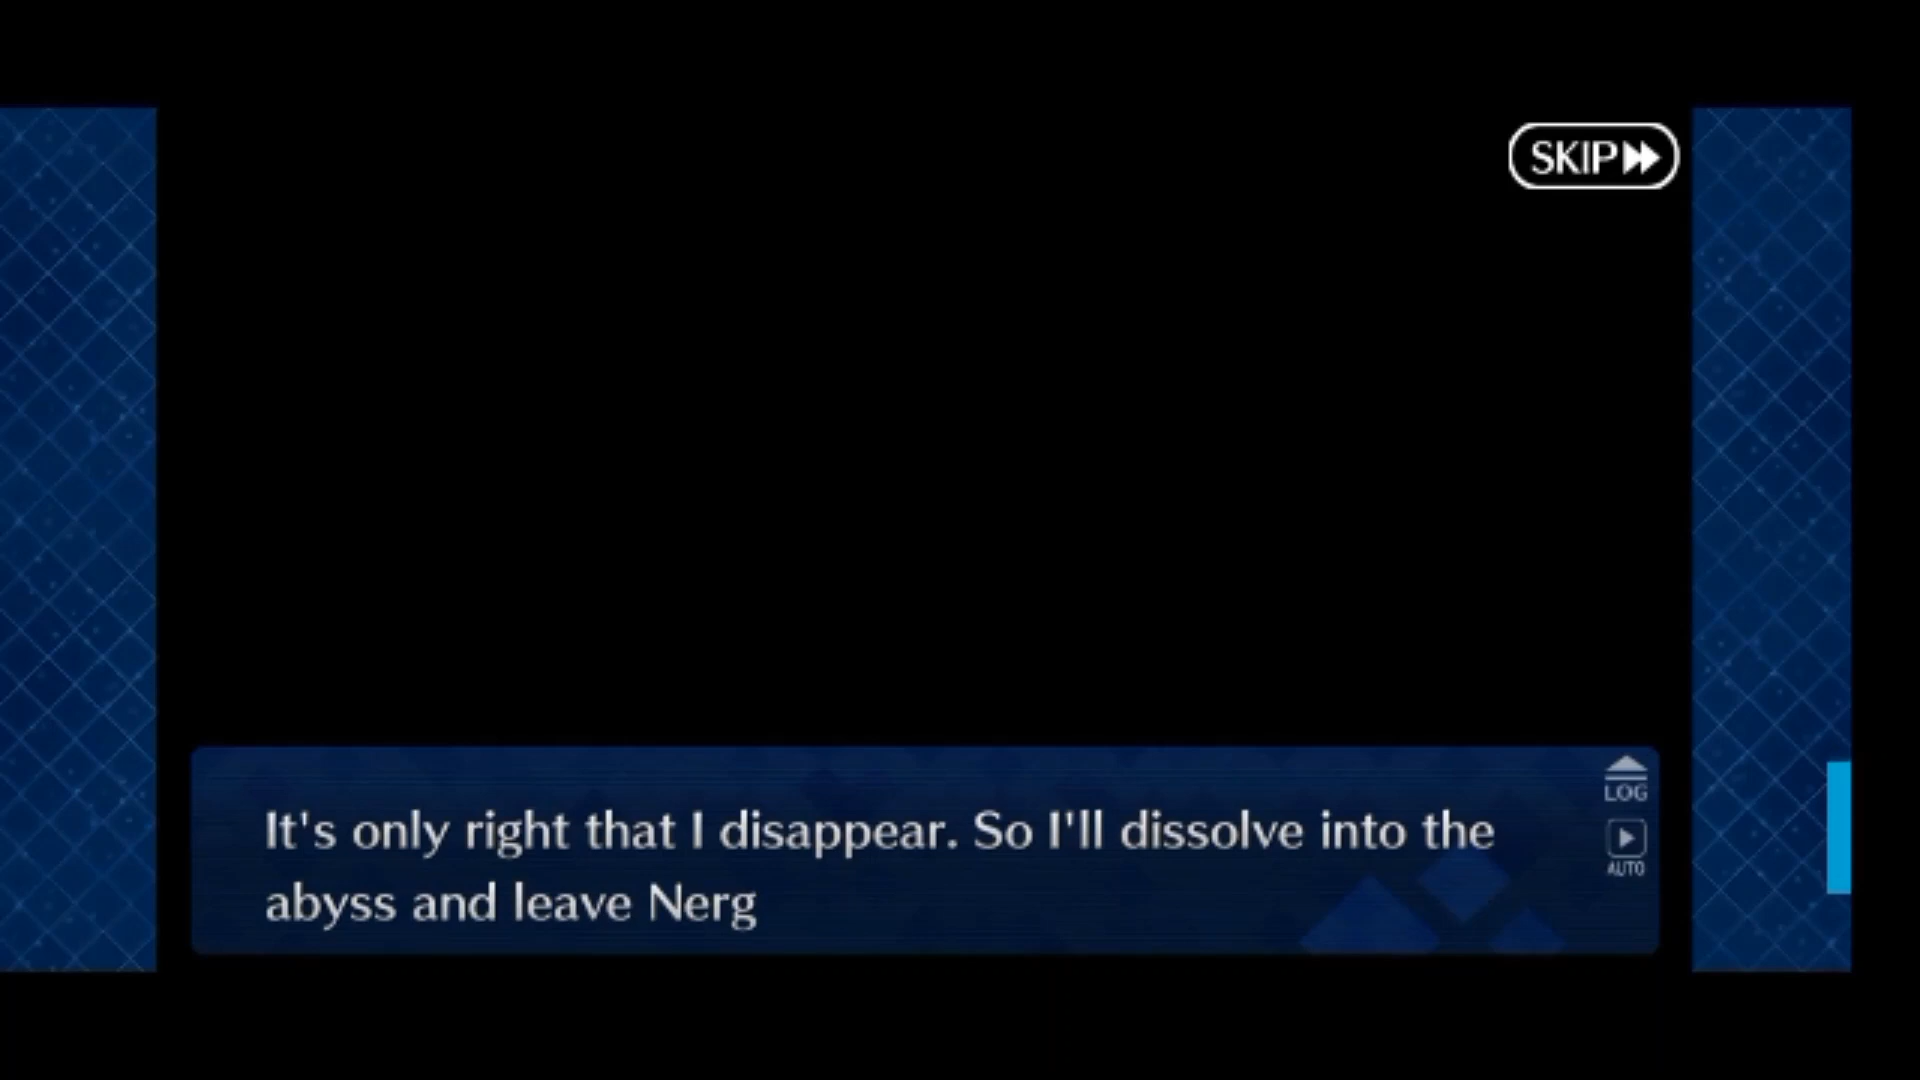 SKIP
LOG
It's only right that I disappear. So I'll dissolve into the
AUTO
abyss and leave Nerg